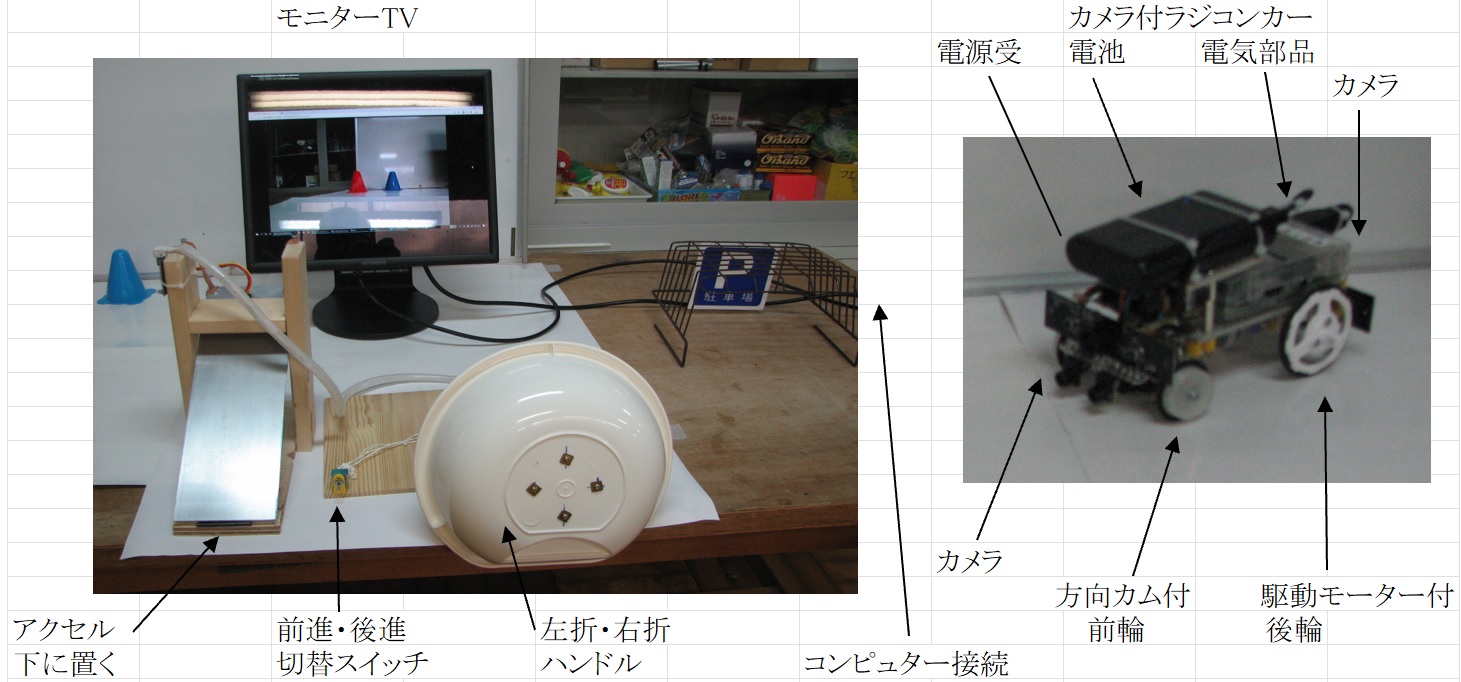 モニターTV
カメラ付ラジコンカー
電源受
電池
電気部品
カメラ
Orsano
Orsano
P
駐車場
カメラ
方向カム付
前輪
駆動モーター付
後輪
アクセル
下に置く
前進・後進
切替スイッチ
左折・右折
ハンドル
コンピュター接続